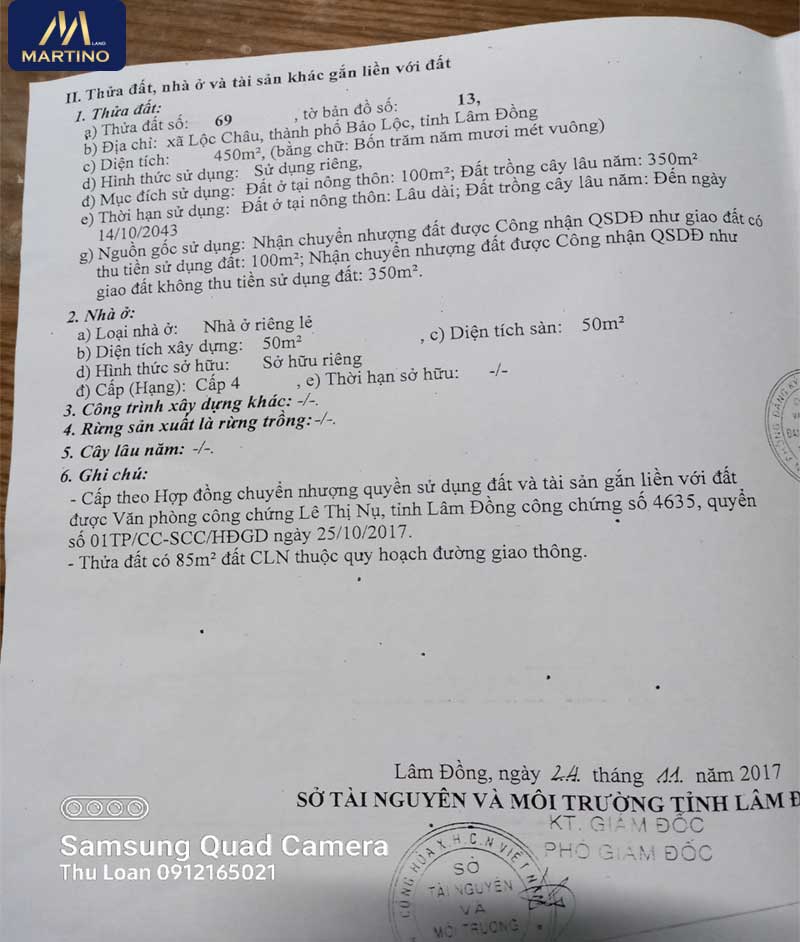 M LAND
MARTINO
II. Thửa đất, nhà ở và tài sản khác gắn liền với đất
1. Thửa đất:
a) Thửa đất số: 69 , tờ bản đồ số: 13,
b) Địa chỉ: xã Lộc Châu, thành phố Bảo Lộc, tỉnh Lâm Đồng
c) Diện tích: 450m², (bằng chữ: Bốn trăm năm mươi mét vuông)
d) Hình thức sử dụng: Sử dụng riêng,
đ) Mục đích sử dụng: Đất ở tại nông thôn: 100m²; Đất trồng cây lâu năm: 350m²
e) Thời hạn sử dụng: Đất ở tại nông thôn: Lâu dài; Đất trồng cây lâu năm: Đến ngày
14/10/2043
g) Nguồn gốc sử dụng: Nhận chuyển nhượng đất được Công nhận QSDĐ như giao đất có
thu tiền sử dụng đất: 100m²; Nhận chuyển nhượng đất được Công nhận QSDĐ như
giao đất không thu tiền sử dụng đất: 350m².
2. Nhà ở:
a) Loại nhà ở: Nhà ở riêng lẻ
b) Diện tích xây dựng: 50m² , c) Diện tích sàn: 50m²
d) Hình thức sở hữu: Sở hữu riêng
đ) Cấp (Hạng): Cấp 4 , e) Thời hạn sở hữu: -/-
3. Công trình xây dựng khác: -/-.
4. Rừng sản xuất là rừng trồng: -/-.
5. Cây lâu năm: -/-.
6. Ghi chú:
- Cấp theo Hợp đồng chuyển nhượng quyền sử dụng đất và tài sản gắn liền với đất
được Văn phòng công chứng Lê Thị Nụ, tỉnh Lâm Đồng công chứng số 4635, quyển
số 01TP/CC-SCC/HĐGD ngày 25/10/2017.
- Thửa đất có 85m² đất CLN thuộc quy hoạch đường giao thông.
Lâm Đồng, ngày 24. tháng 11. năm 2017
SỞ TÀI NGUYÊN VÀ MÔI TRƯỜNG TỈNH LÂM Đ
KT. GIÁM ĐỐC
PHÓ GIÁM ĐỐC
CỘNG HÒA X.H.C.N VIỆT NAM
SỞ
TÀI NGUYÊN
VÀ
MÔI TRƯỜNG
Samsung Quad Camera
Thu Loan 0912165021